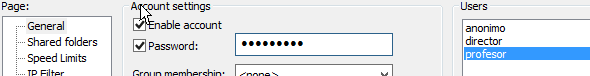 Page:
General
Shared folders
Speed Limits
IP Filter
Account settings
Enable account
Password: •••••••••
Group membership: <none>
Users
anonimo
director
profesor